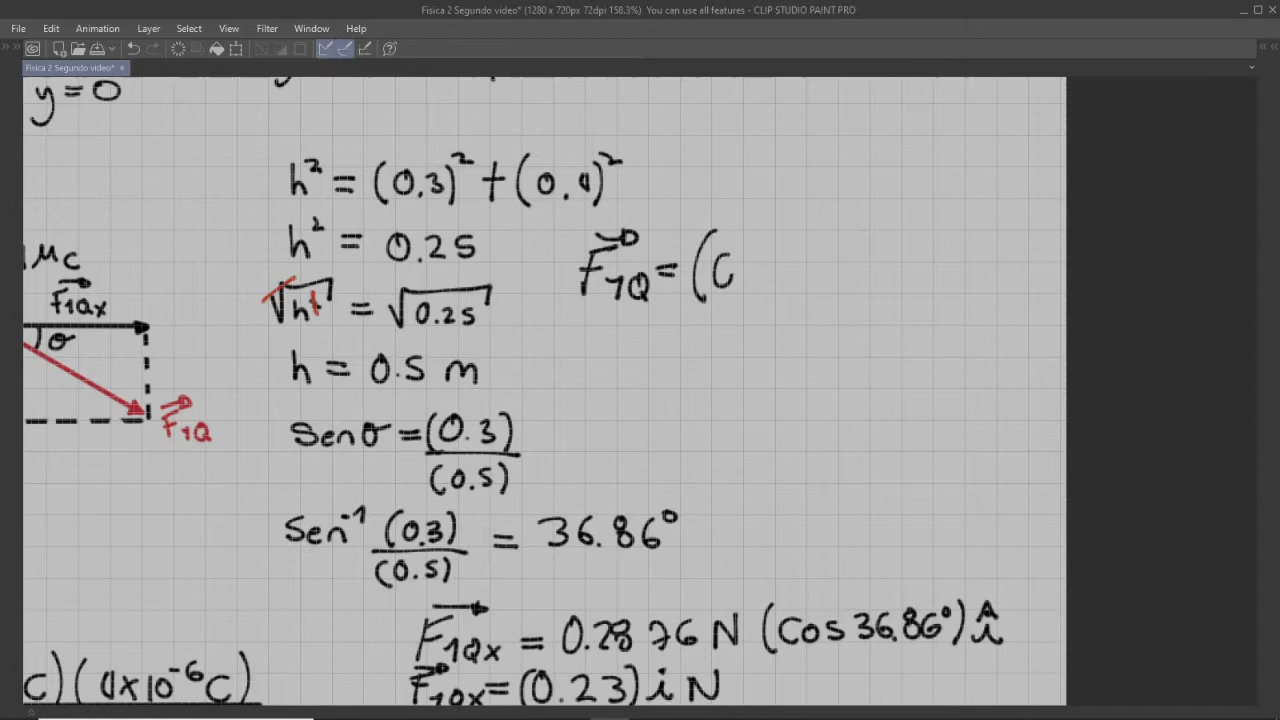 Fisica 2 Segundo video* (1280 x 720px 72dpi 158.3%) You can use all features - CLIP STUDIO PAINT PRO
File Edit Animation Layer Select View Filter Window Help
Fisica 2 Segundo video*
y = 0
h² = (0.3)² + (0.4)²
h² = 0.25
F1Q = (0
μC
F1Qx
√h² = √0.25
θ
h = 0.5 m
F1Q
Sen θ = (0.3)
(0.5)
Sen⁻¹ (0.3) = 36.86°
(0.5)
F1Qx = 0.2876 N (Cos 36.86°) î
C)(4x10⁻⁶C)
F1Qx = (0.23) i N